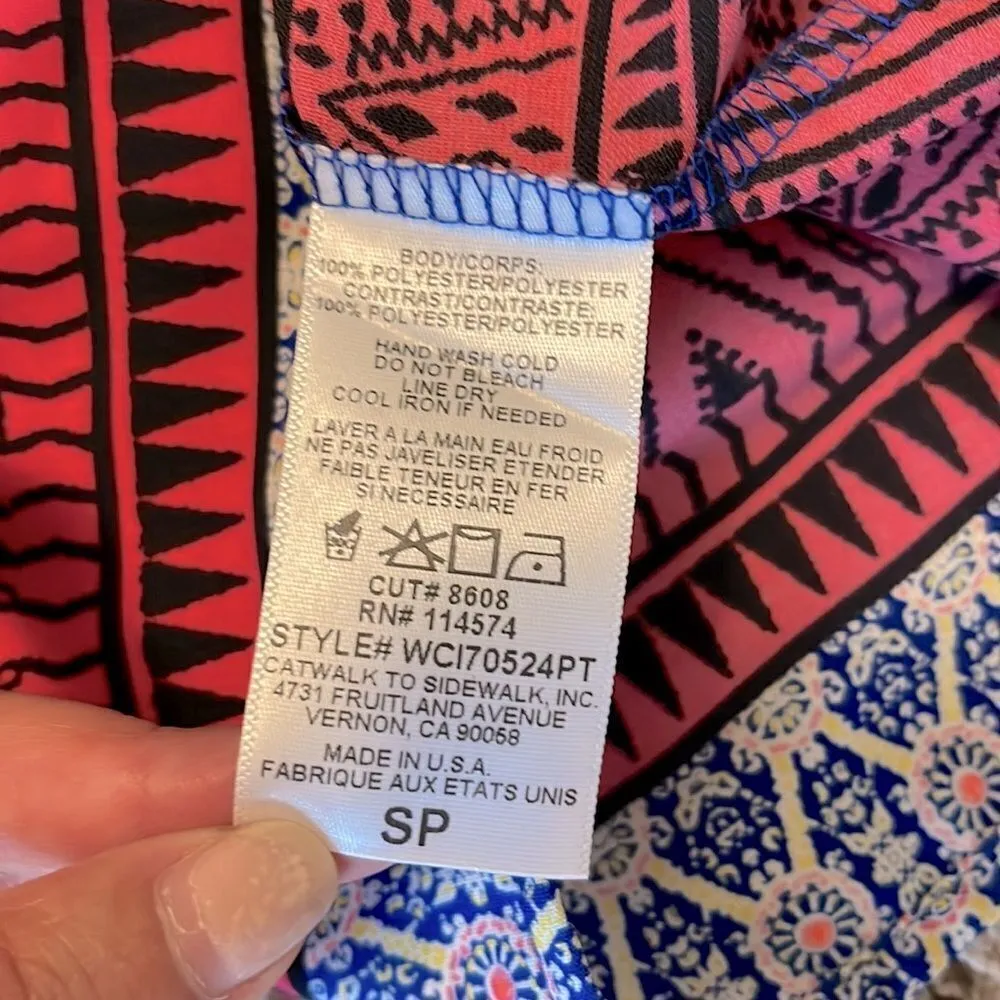 BODY/CORPS:
100% POLYESTER/POLYESTER
CONTRAST/CONTRASTE:
100% POLYESTER/POLYESTER
HAND WASH COLD
DO NOT BLEACH
LINE DRY
COOL IRON IF NEEDED
LAVER A LA MAIN EAU FROID
NE PAS JAVELISER ETENDER
FAIBLE TENEUR EN FER
SI NECESSAIRE
CUT# 8608
RN# 114574
STYLE# WCI70524PT
CATWALK TO SIDEWALK, INC.
4731 FRUITLAND AVENUE
VERNON, CA 90058
MADE IN U.S.A.
FABRIQUE AUX ETATS UNIS
SP